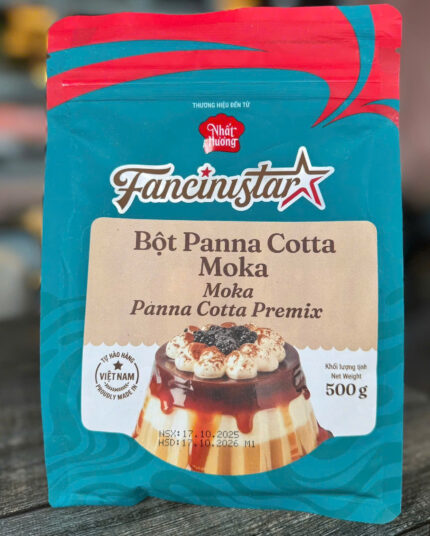 THƯƠNG HIỆU ĐẾN TỪ
Nhất Hương
Fancinistar
Bột Panna Cotta
Moka
Moka
Panna Cotta Premix
TỰ HÀO HÀNG
VIỆT NAM
PROUDLY MADE IN
Khối lượng tịnh
Net Weight
500 g
NSX:17.10.2025
HSD:17.10.2026 M1